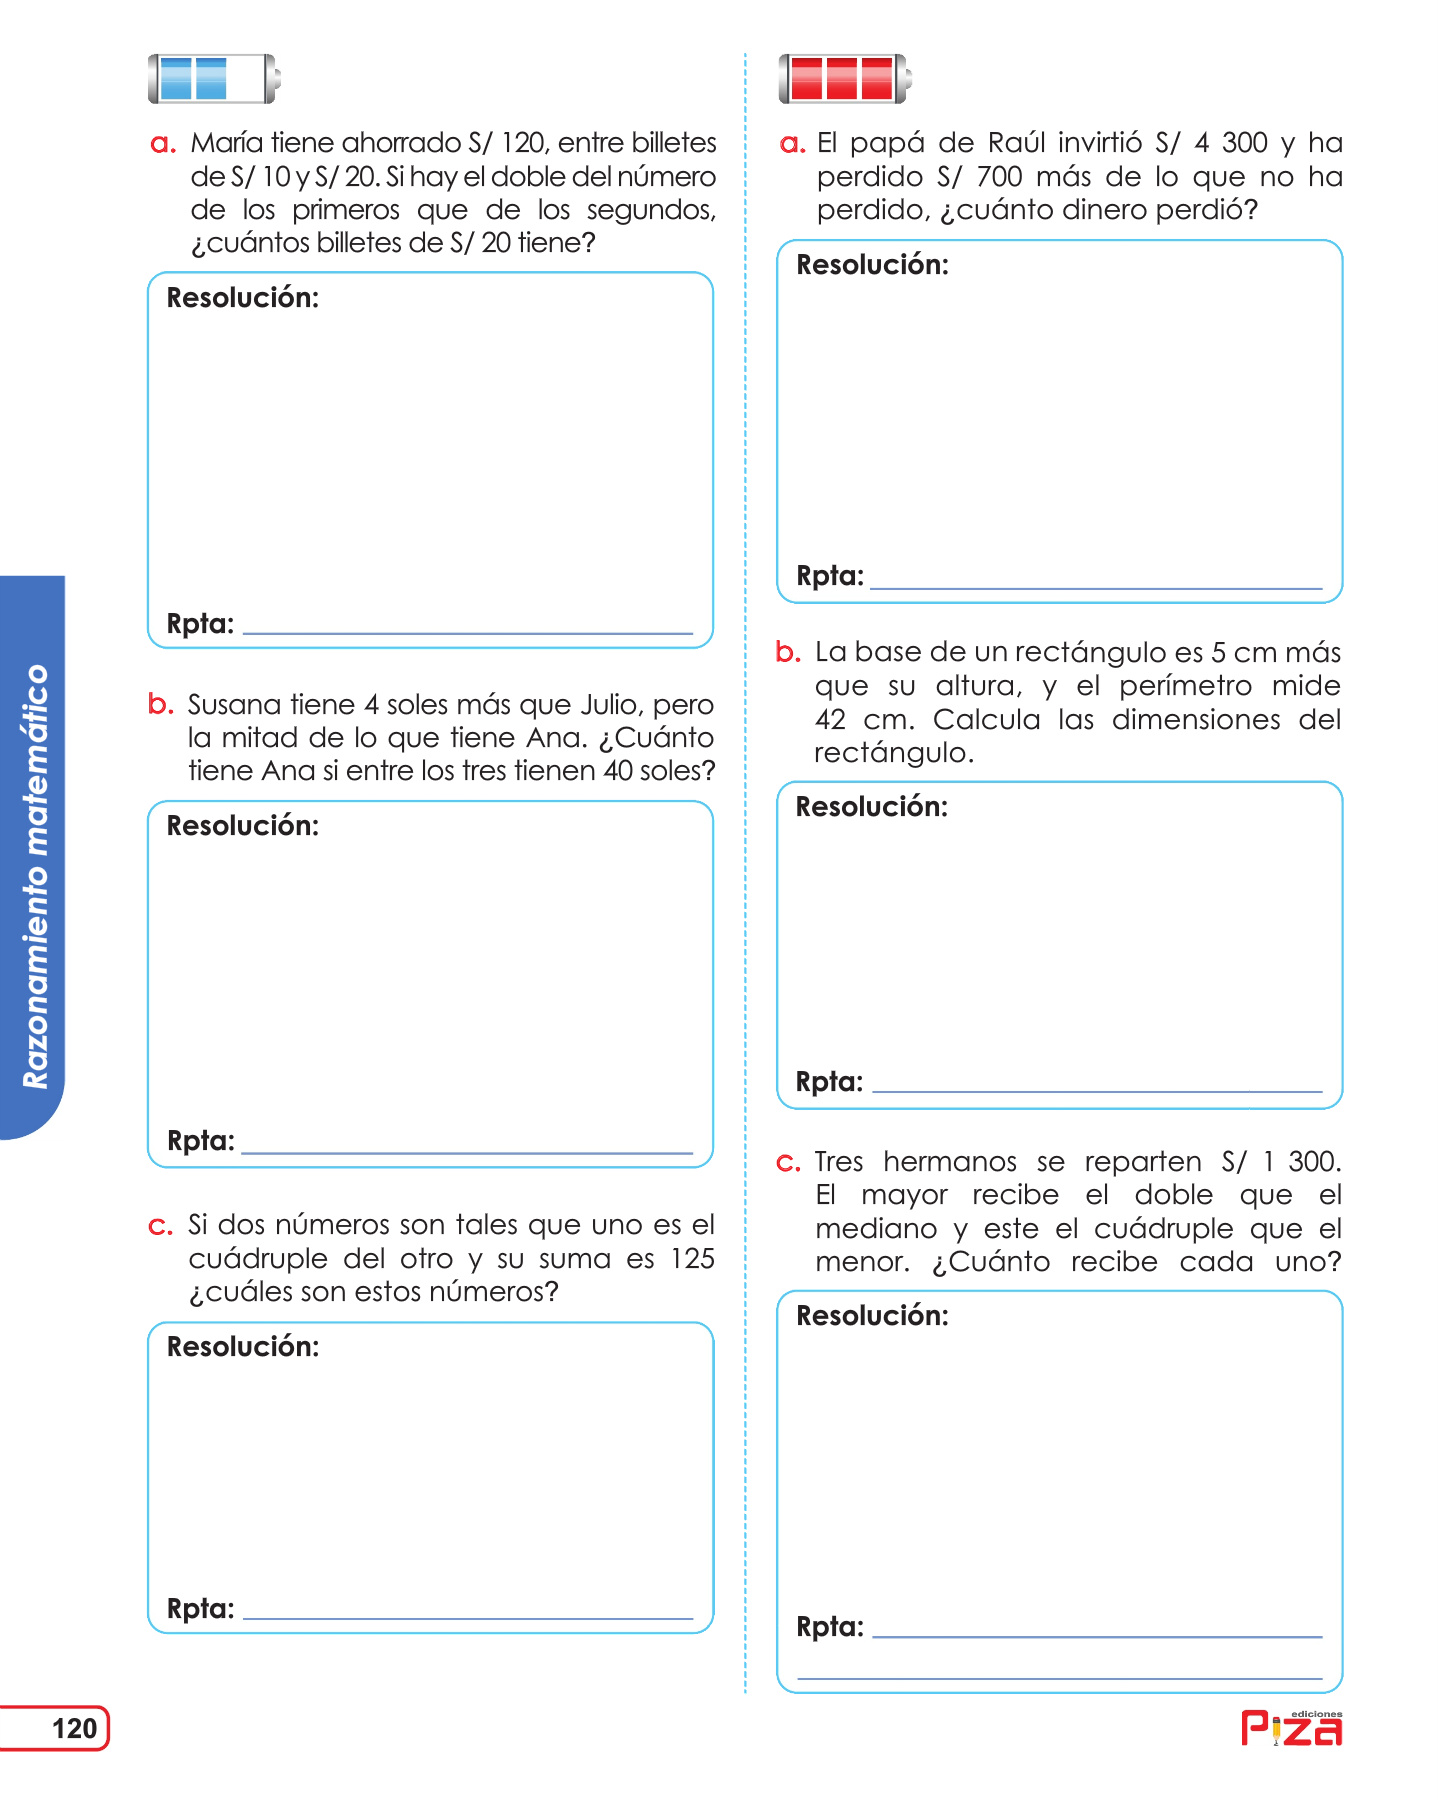 a. María tiene ahorrado S/ 120, entre billetes
de S/ 10 y S/ 20. Si hay el doble del número
de los primeros que de los segundos,
¿cuántos billetes de S/ 20 tiene?
Resolución:
Rpta:
b. Susana tiene 4 soles más que Julio, pero
la mitad de lo que tiene Ana. ¿Cuánto
tiene Ana si entre los tres tienen 40 soles?
Resolución:
Rpta:
c. Si dos números son tales que uno es el
cuádruple del otro y su suma es 125
¿cuáles son estos números?
Resolución:
Rpta:
a. El papá de Raúl invirtió S/ 4 300 y ha
perdido S/ 700 más de lo que no ha
perdido, ¿cuánto dinero perdió?
Resolución:
Rpta:
b. La base de un rectángulo es 5 cm más
que su altura, y el perímetro mide
42 cm. Calcula las dimensiones del
rectángulo.
Resolución:
Rpta:
c. Tres hermanos se reparten S/ 1 300.
El mayor recibe el doble que el
mediano y este el cuádruple que el
menor. ¿Cuánto recibe cada uno?
Resolución:
Rpta:
Razonamiento matemático
120
ediciones
Piza